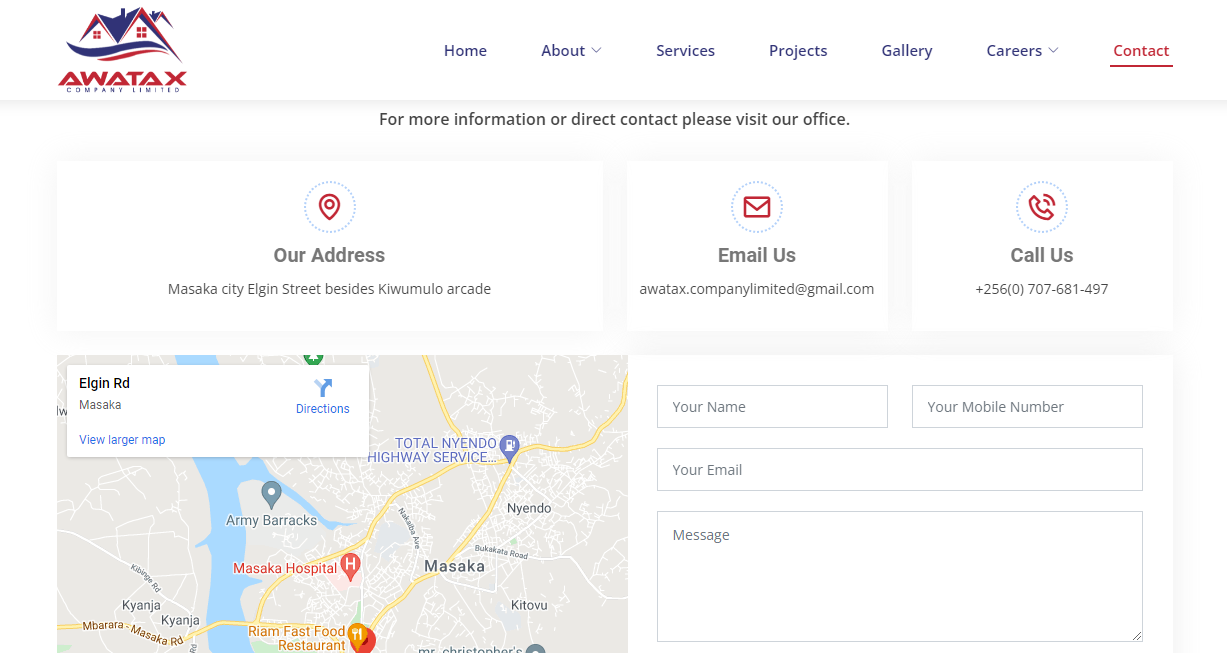 AWATAX
COMPANY LIMITED
Home
About
Services
Projects
Gallery
Careers
Contact
For more information or direct contact please visit our office.
Our Address
Masaka city Elgin Street besides Kiwumulo arcade
Email Us
awatax.companylimited@gmail.com
Call Us
+256(0) 707-681-497
Elgin Rd
Masaka
Directions
View larger map
TOTAL NYENDO
HIGHWAY SERVICE...
Army Barracks
Nyendo
Nakaiba Ave
Bukakata Road
Masaka Hospital
H
Masaka
Kibinge Rd
Kyanja
Kyanja
Kitovu
Mbarara - Masaka Rd
Riam Fast Food
Restaurant
mr. christopher's
Your Name
Your Mobile Number
Your Email
Message